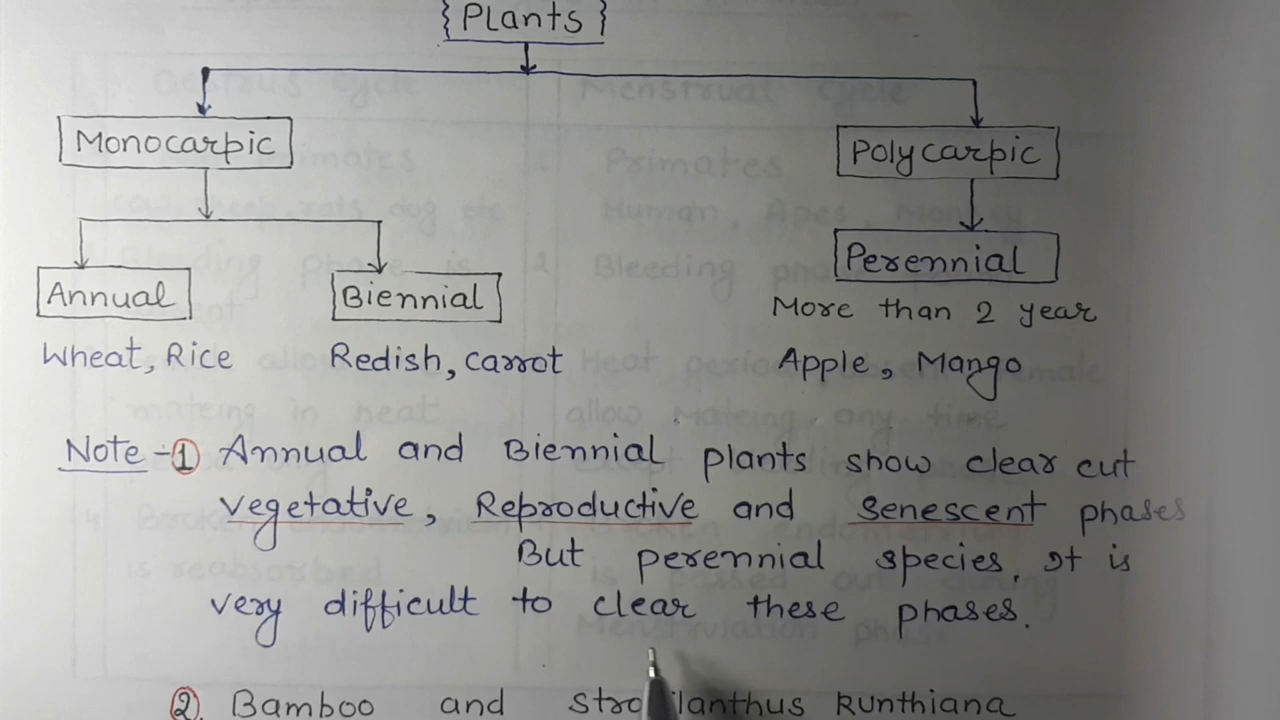 {Plants}
Monocarpic
Polycarpic
Annual
Biennial
Perennial
More than 2 year
Wheat, Rice
Redish, carrot
Apple, Mango
Note -① Annual and Biennial plants show clear cut
vegetative, Reproductive and Senescent phases
But perennial species. It is
very difficult to clear these phases.
② Bamboo and Kunthiana